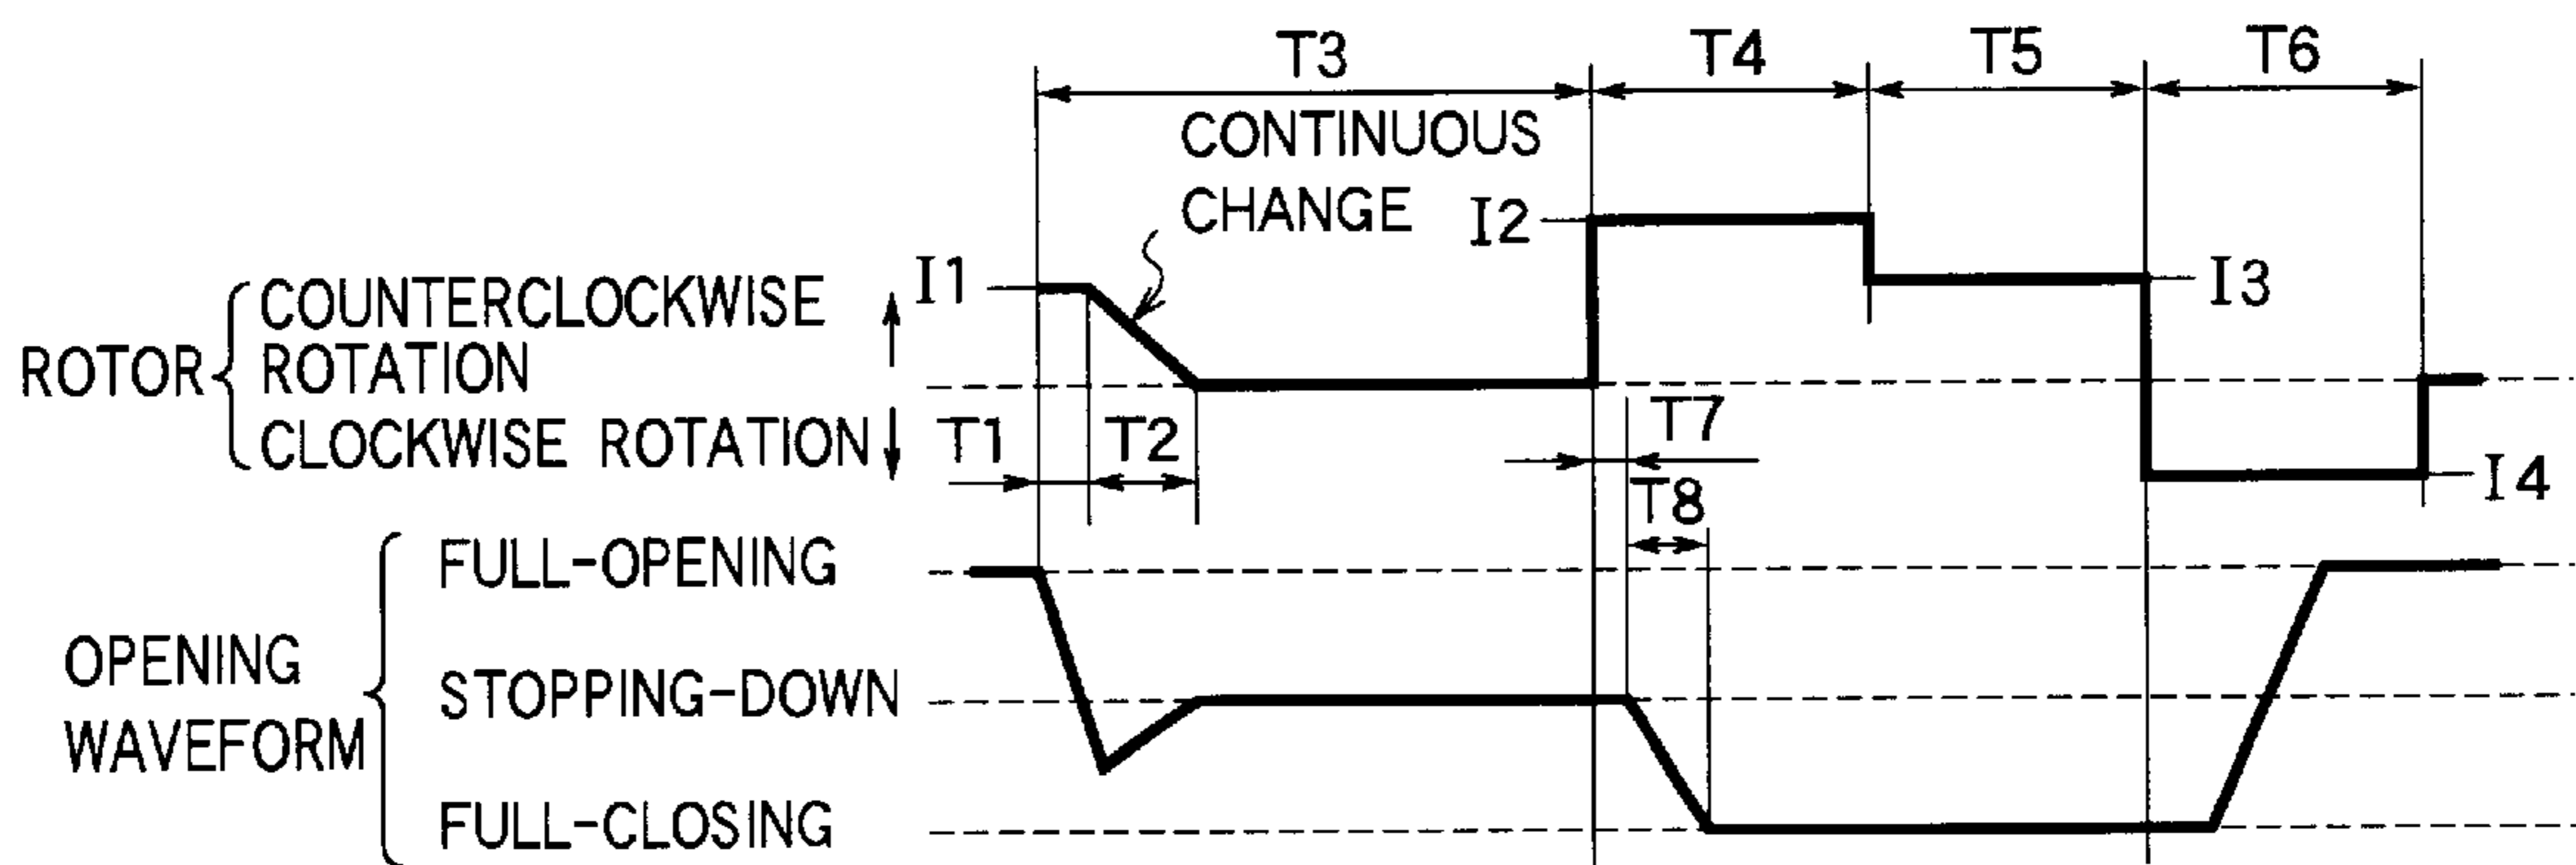 T3
T4
T5
T6
CONTINUOUS
CHANGE
I2
I1
I3
ROTOR
COUNTERCLOCKWISE
ROTATION
CLOCKWISE ROTATION
T1
T2
T7
T8
I4
OPENING
WAVEFORM
FULL-OPENING
STOPPING-DOWN
FULL-CLOSING